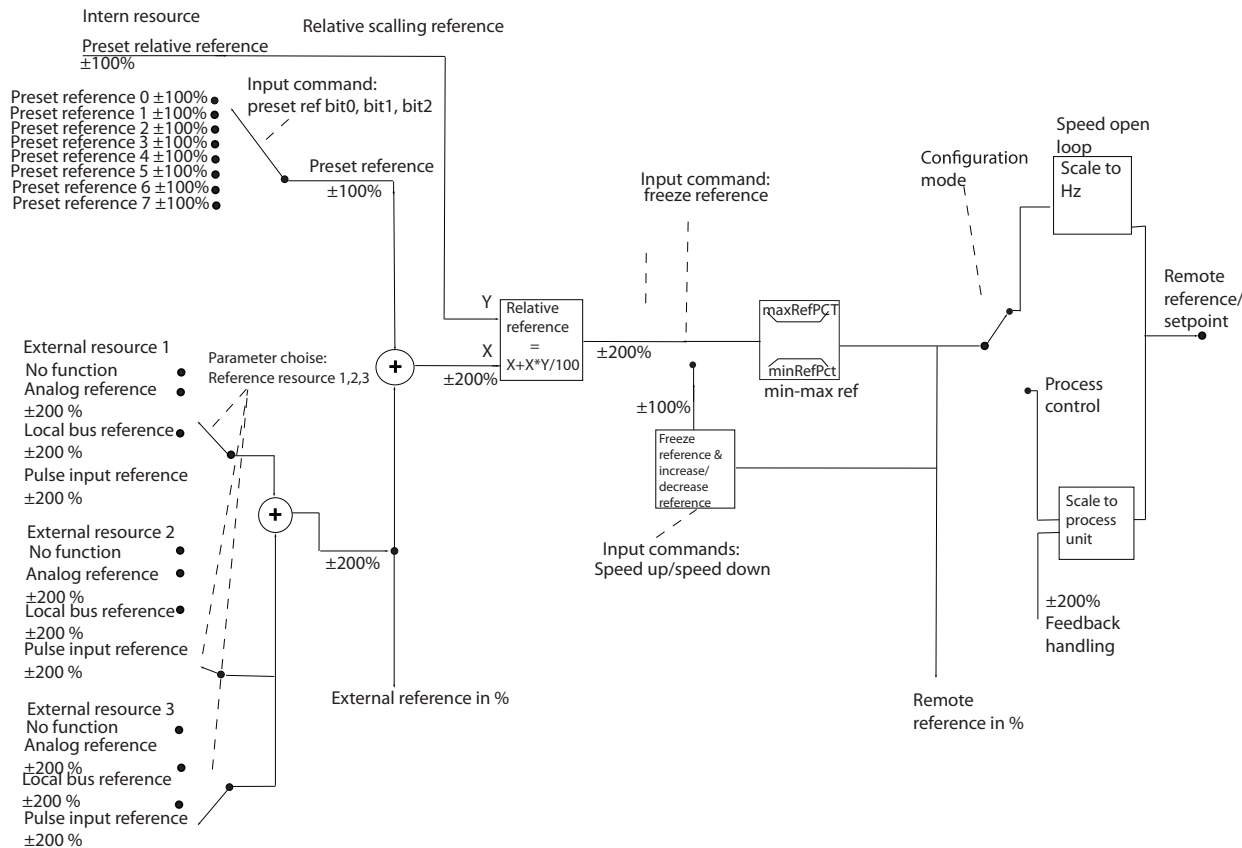 Intern resource
Relative scalling reference
Preset relative reference
±100%
Input command:
preset ref bit0, bit1, bit2
Preset reference 0 ±100%
Preset reference 1 ±100%
Preset reference 2 ±100%
Preset reference 3 ±100%
Preset reference 4 ±100%
Preset reference 5 ±100%
Preset reference 6 ±100%
Preset reference 7 ±100%
Preset reference
±100%
Input command:
freeze reference
Configuration
mode
Speed open
loop
Scale to
Hz
Y
X
±200%
Relative
reference
=
X+X*Y/100
±200%
maxRefPCT
minRefPct
min-max ref
Remote
reference/
setpoint
External resource 1
No function
Analog reference
±200 %
Local bus reference
±200 %
Pulse input reference
±200 %
Parameter choise:
Reference resource 1,2,3
+
+
±100%
Freeze
reference &
increase/
decrease
reference
Input commands:
Speed up/speed down
Process
control
Scale to
process
unit
±200%
Feedback
handling
External resource 2
No function
Analog reference
±200 %
Local bus reference
±200 %
Pulse input reference
±200 %
±200%
External reference in %
Remote
reference in %
External resource 3
No function
Analog reference
±200 %
Local bus reference
±200 %
Pulse input reference
±200 %